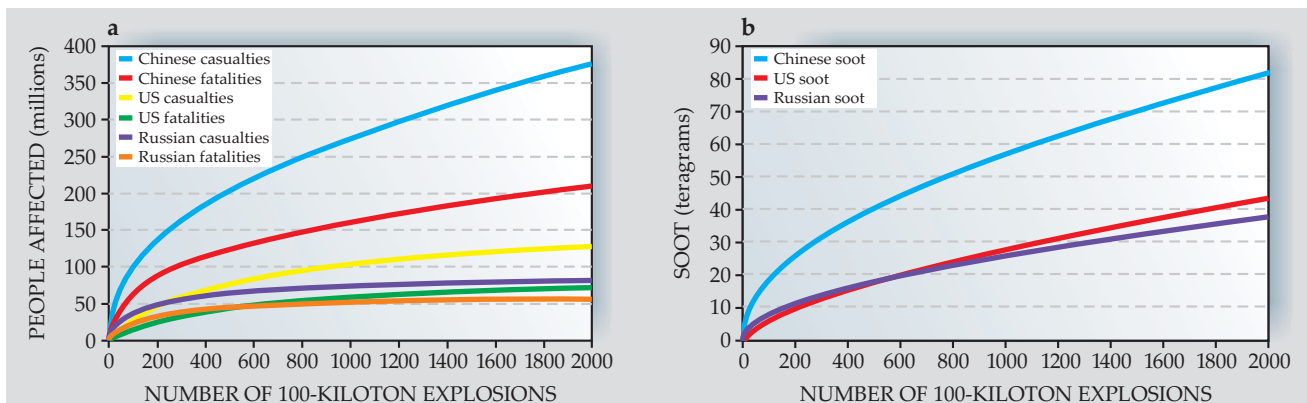 a
PEOPLE AFFECTED (millions)
400
350
300
250
200
150
100
50
0
Chinese casualties
Chinese fatalities
US casualties
US fatalities
Russian casualties
Russian fatalities
0 200 400 600 800 1000 1200 1400 1600 1800 2000
NUMBER OF 100-KILOTON EXPLOSIONS
b
SOOT (teragrams)
90
80
70
60
50
40
30
20
10
0
Chinese soot
US soot
Russian soot
0 200 400 600 800 1000 1200 1400 1600 1800 2000
NUMBER OF 100-KILOTON EXPLOSIONS